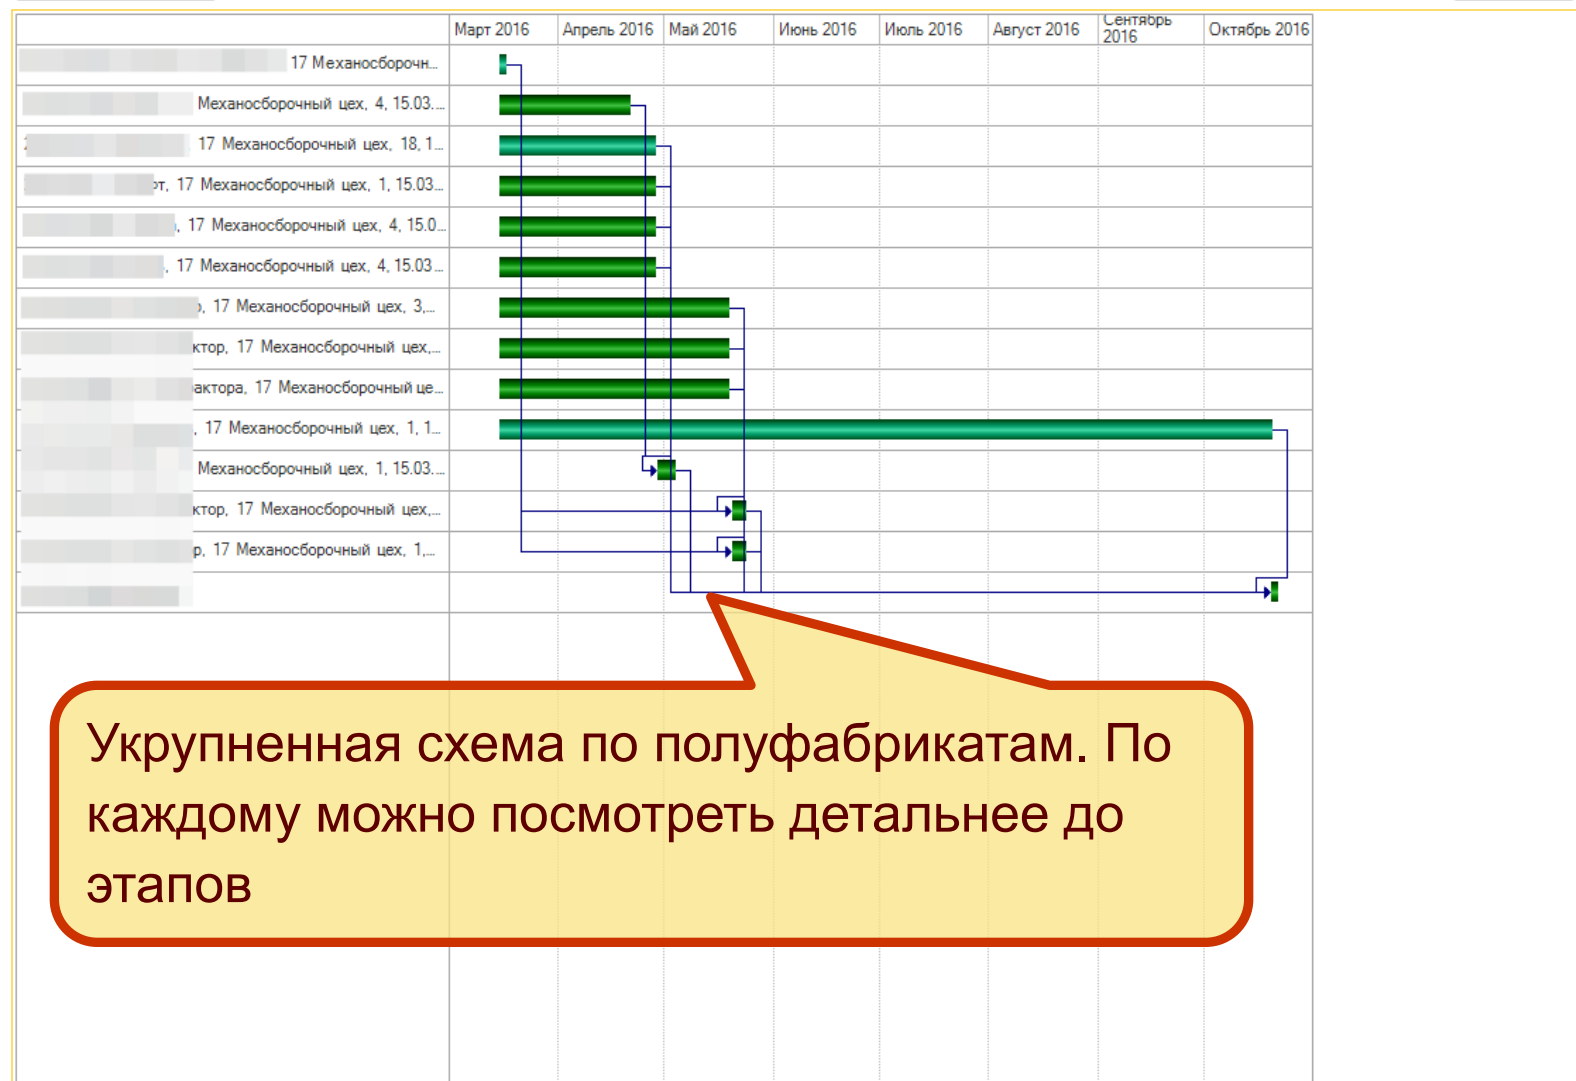 Март 2016 Апрель 2016 Май 2016 Июнь 2016 Июль 2016 Август 2016 Сентябрь 2016 Октябрь 2016
17 Механосборочн...
Механосборочный цех, 4, 15.03....
17 Механосборочный цех, 18, 1...
рт, 17 Механосборочный цех, 1, 15.03...
, 17 Механосборочный цех, 4, 15.0...
, 17 Механосборочный цех, 4, 15.03...
р, 17 Механосборочный цех, 3,...
ктор, 17 Механосборочный цех,...
актора, 17 Механосборочный це...
, 17 Механосборочный цех, 1, 1...
Механосборочный цех, 1, 15.03....
ктор, 17 Механосборочный цех,...
р, 17 Механосборочный цех, 1,...
Укрупненная схема по полуфабрикатам. По
каждому можно посмотреть детальнее до
этапов